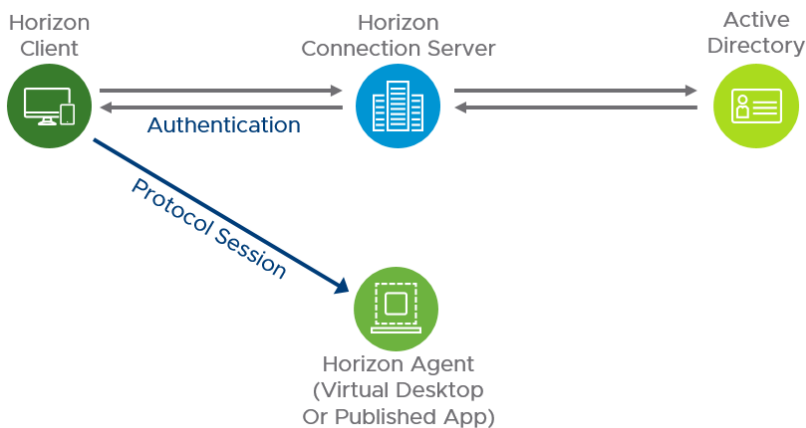 Horizon
Client
Horizon
Connection Server
Active
Directory
Authentication
Protocol Session
Horizon Agent
(Virtual Desktop
Or Published App)